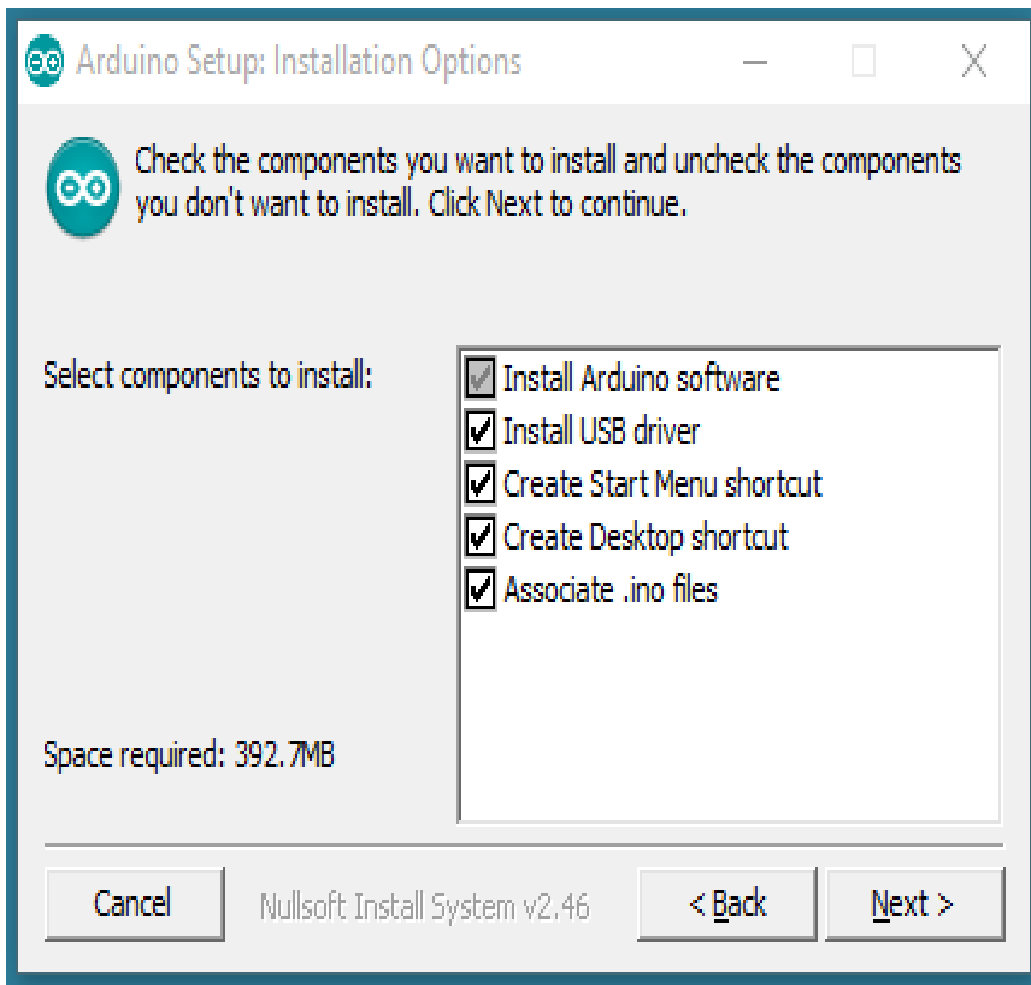 Arduino Setup: Installation Options
Check the components you want to install and uncheck the components
you don't want to install. Click Next to continue.
Select components to install:
Install Arduino software
Install USB driver
Create Start Menu shortcut
Create Desktop shortcut
Associate .ino files
Space required: 392.7MB
Cancel
Nullsoft Install System v2.46
< Back
Next >